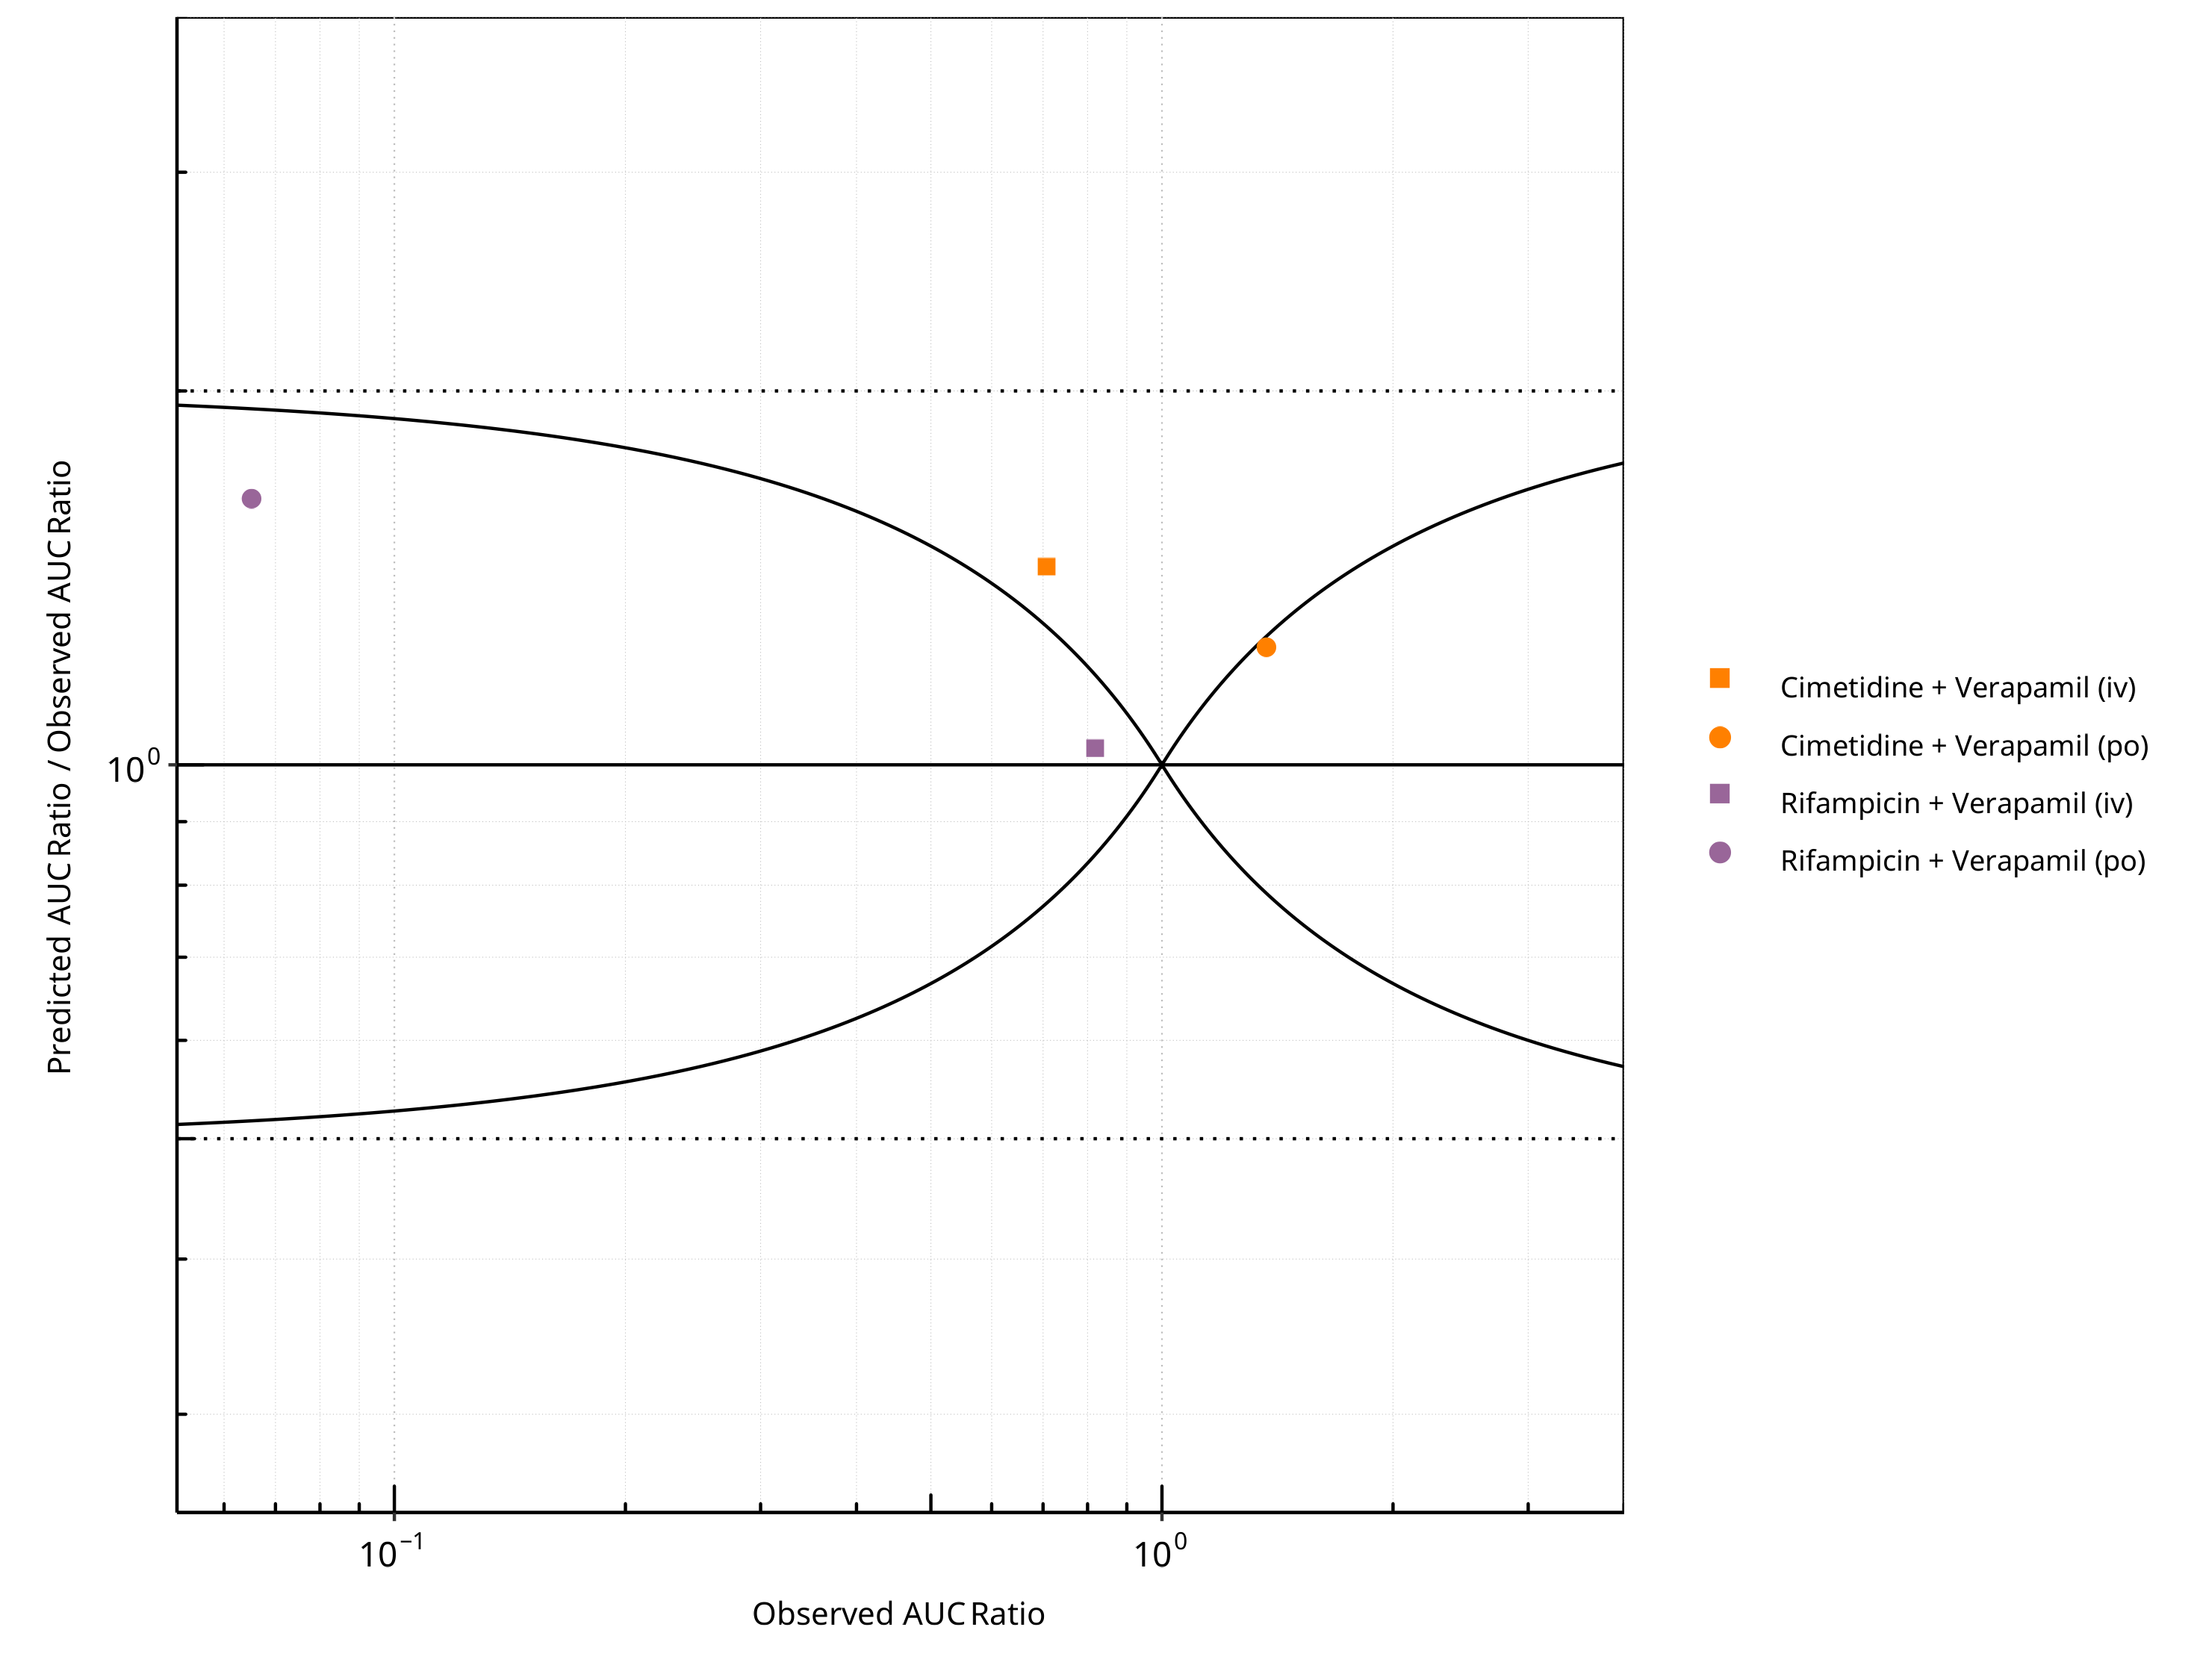 Predicted AUC Ratio / Observed AUC Ratio
10⁰
10⁻¹
10⁰
Observed AUC Ratio
Cimetidine + Verapamil (iv)
Cimetidine + Verapamil (po)
Rifampicin + Verapamil (iv)
Rifampicin + Verapamil (po)